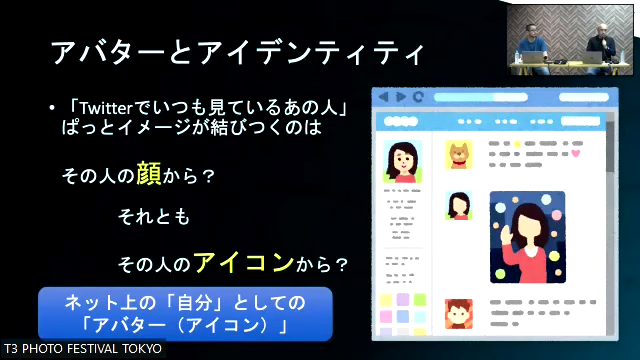 アバターとアイデンティティ
•「Twitterでいつも見ているあの人」
ぱっとイメージが結びつくのは
その人の顔から？
それとも
その人のアイコンから？
ネット上の「自分」としての
「アバター（アイコン）」
T3 PHOTO FESTIVAL TOKYO